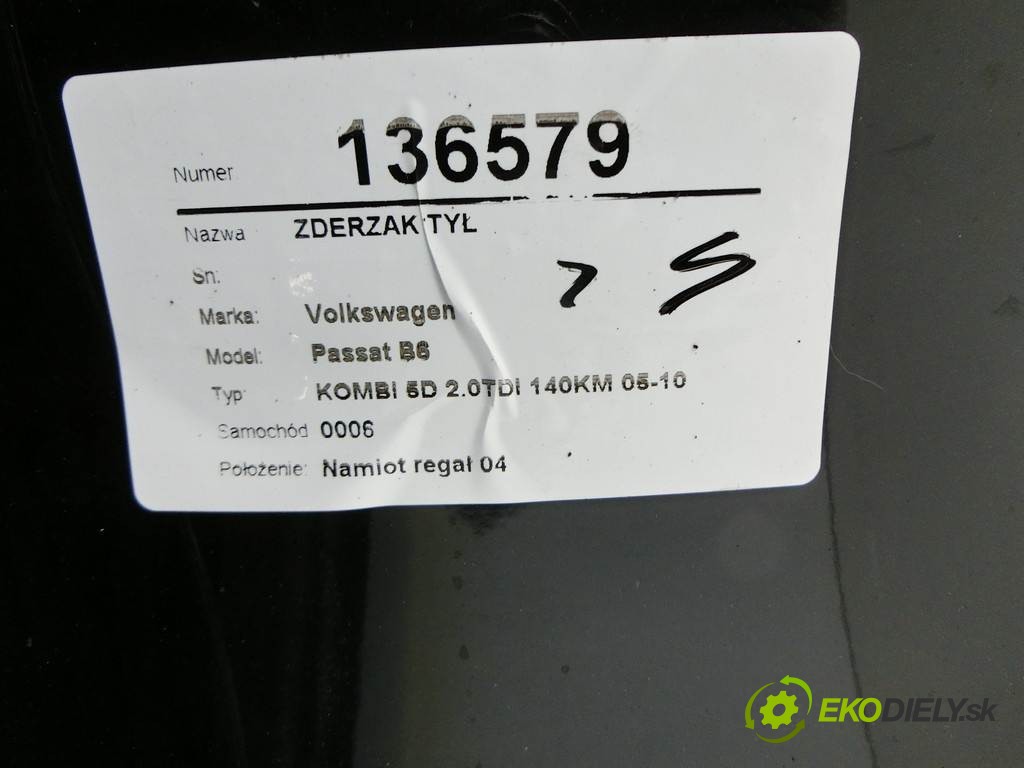 Numer 136579
Nazwa ZDERZAK TYŁ
Sn:
Marka: Volkswagen
Model: Passat B6
Typ: KOMBI 5D 2.0TDI 140KM 05-10
Samochód 0006
Położenie: Namiot regał 04
EKODIELY.sk